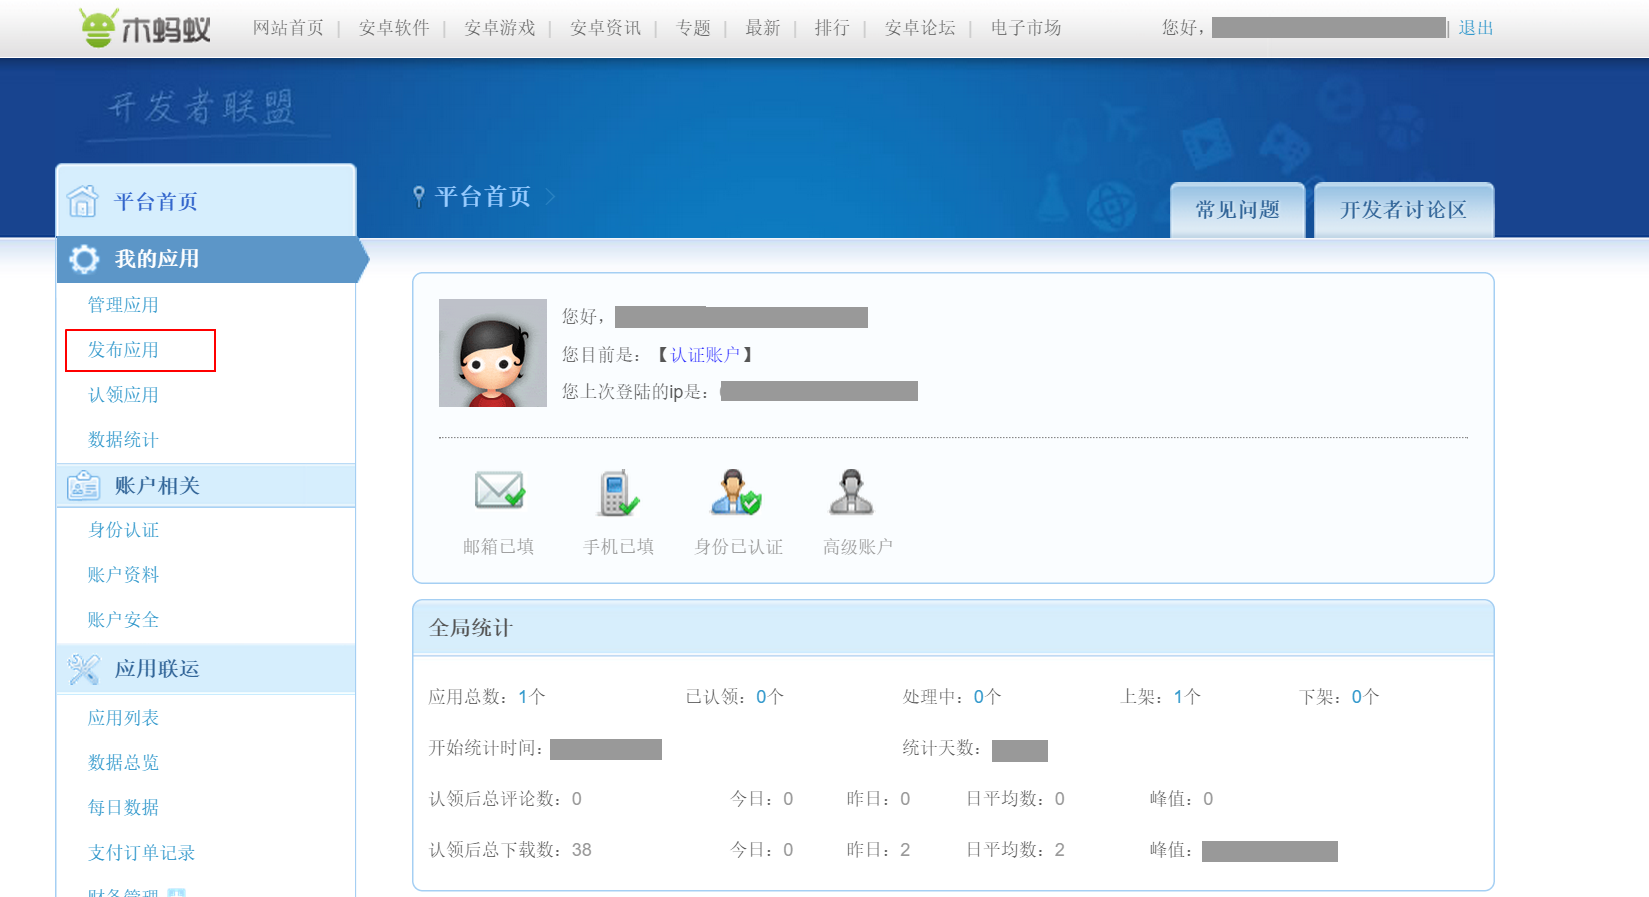 木蚂蚁 网站首页 | 安卓软件 | 安卓游戏 | 安卓资讯 | 专题 | 最新 | 排行 | 安卓论坛 | 电子市场 您好， | 退出
开发者联盟
平台首页
我的应用
管理应用
发布应用
认领应用
数据统计
账户相关
身份认证
账户资料
账户安全
应用联运
应用列表
数据总览
每日数据
支付订单记录
财务管理
平台首页
常见问题 开发者讨论区
您好，
您目前是：【认证账户】
您上次登陆的ip是：
邮箱已填 手机已填 身份已认证 高级账户
全局统计
应用总数：1个 已认领：0个 处理中：0个 上架：1个 下架：0个
开始统计时间： 统计天数：
认领后总评论数：0 今日：0 昨日：0 日平均数：0 峰值：0
认领后总下载数：38 今日：0 昨日：2 日平均数：2 峰值：